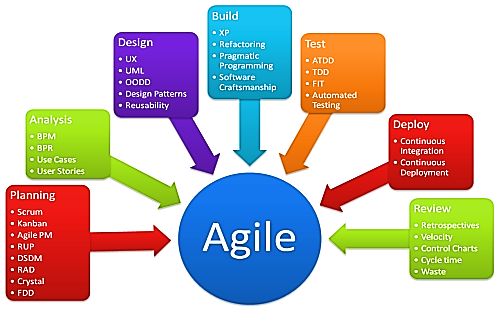 Planning
• Scrum
• Kanban
• Agile PM
• RUP
• DSDM
• RAD
• Crystal
• FDD
Analysis
• BPM
• BPR
• Use Cases
• User Stories
Design
• UX
• UML
• OODD
• Design Patterns
• Reusability
Build
• XP
• Refactoring
• Pragmatic
Programming
• Software
Craftsmanship
Test
• ATDD
• TDD
• FIT
• Automated
Testing
Deploy
• Continuous
Integration
• Continuous
Deployment
Review
• Retrospectives
• Velocity
• Control Charts
• Cycle time
• Waste
Agile